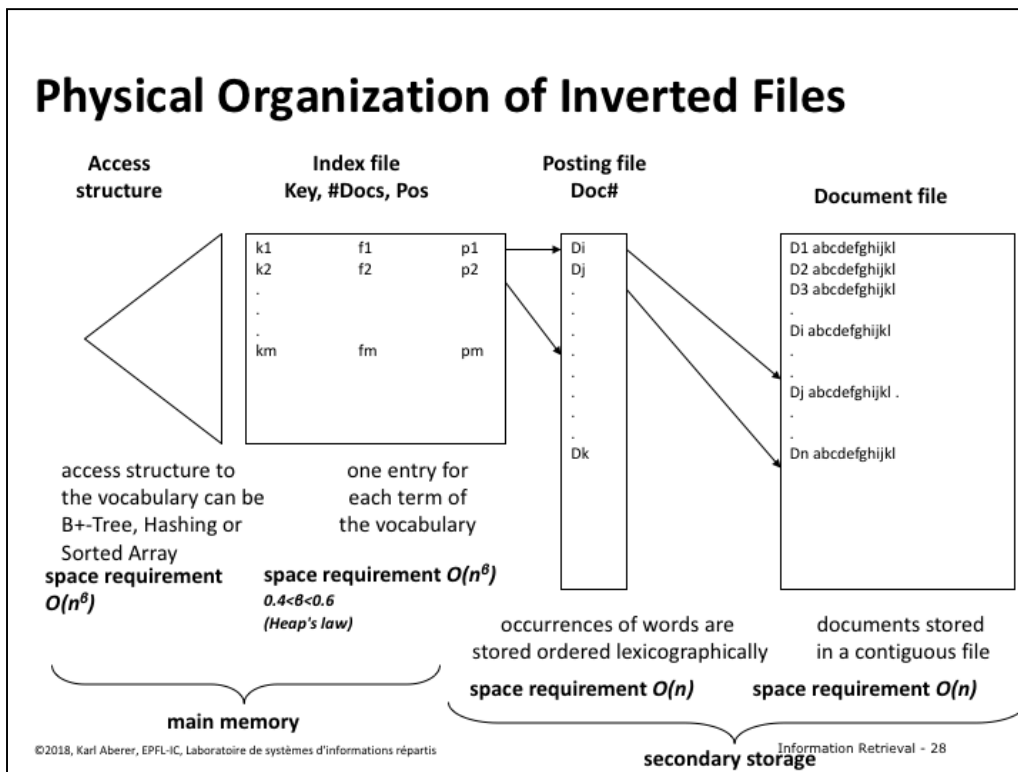 Physical Organization of Inverted Files
Access
structure
Index file
Key, #Docs, Pos
Posting file
Doc#
Document file
k1 f1 p1
k2 f2 p2
.
.
.
km fm pm
Di
Dj
.
.
.
.
.
.
.
.
Dk
D1 abcdefghijkl
D2 abcdefghijkl
D3 abcdefghijkl
.
Di abcdefghijkl
.
.
Dj abcdefghijkl .
.
.
Dn abcdefghijkl
access structure to
the vocabulary can be
B+-Tree, Hashing or
Sorted Array
space requirement
O(nᵝ)
one entry for
each term of
the vocabulary
space requirement O(nᵝ)
0.4<β<0.6
(Heap's law)
occurrences of words are
stored ordered lexicographically
space requirement O(n)
documents stored
in a contiguous file
space requirement O(n)
main memory
secondary storage
©2018, Karl Aberer, EPFL-IC, Laboratoire de systèmes d'informations répartis
Information Retrieval - 28